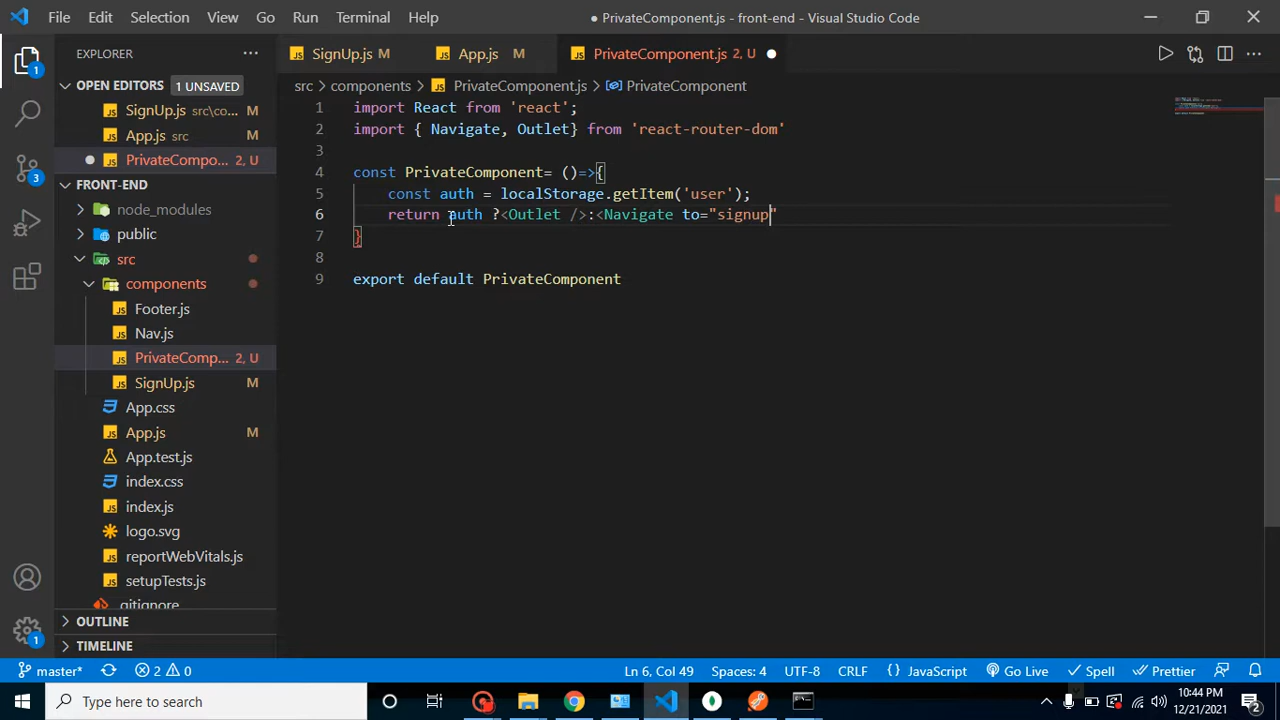 File Edit Selection View Go Run Terminal Help
● PrivateComponent.js - front-end - Visual Studio Code
EXPLORER
OPEN EDITORS 1 UNSAVED
SignUp.js src\co... M
App.js src M
● PrivateCompo... 2, U
FRONT-END
node_modules
public
src
components
Footer.js
Nav.js
PrivateComp... 2, U
SignUp.js M
App.css
App.js M
App.test.js
index.css
index.js
logo.svg
reportWebVitals.js
setupTests.js
.gitignore
OUTLINE
TIMELINE
SignUp.js M App.js M PrivateComponent.js 2, U ●
src > components > PrivateComponent.js > PrivateComponent
1 import React from 'react';
2 import { Navigate, Outlet} from 'react-router-dom'
3
4 const PrivateComponent= ()=>{
5 const auth = localStorage.getItem('user');
6 return auth ?<Outlet />:<Navigate to="signup"
7 }
8
9 export default PrivateComponent
1
3
1
master* 2 0 Ln 6, Col 49 Spaces: 4 UTF-8 CRLF { } JavaScript Go Live Spell Prettier
Type here to search
10:44 PM
12/21/2021
2